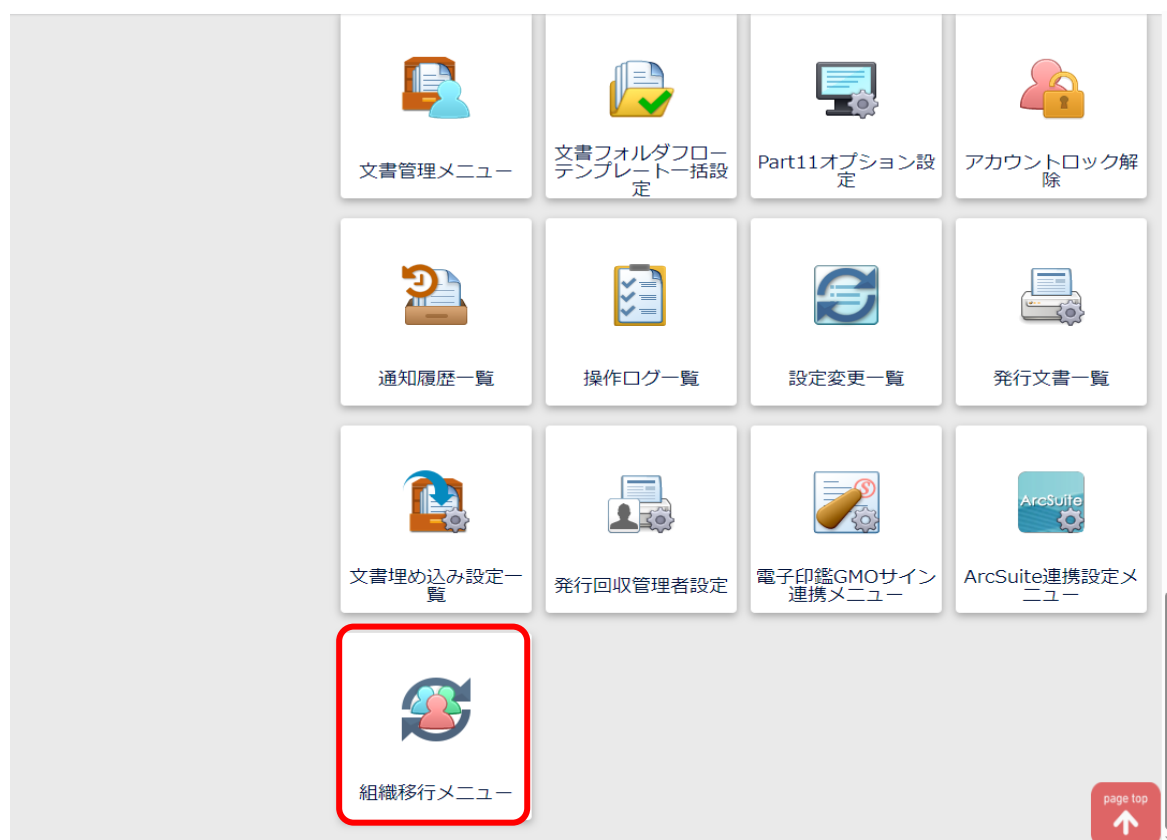 文書管理メニュー
文書フォルダフロー
テンプレート一括設
定
Part11オプション設
定
アカウントロック解
除
通知履歴一覧
操作ログ一覧
設定変更一覧
発行文書一覧
文書埋め込み設定一
覧
発行回収管理者設定
電子印鑑GMOサイン
連携メニュー
ArcSuite
ArcSuite連携設定メ
ニュー
組織移行メニュー
page top